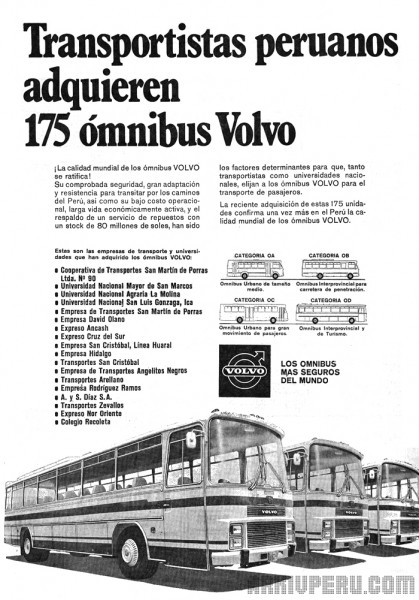 Transportistas peruanos
adquieren
175 ómnibus Volvo
¡La calidad mundial de los ómnibus VOLVO
se ratifica!
Su comprobada seguridad, gran adaptación
y resistencia para transitar por los caminos
del Perú, así como su bajo costo operacio-
nal, larga vida económicamente activa, y el
respaldo de un servicio de repuestos con
un stock de 80 millones de soles, han sido
los factores determinantes para que, tanto
transportistas como universidades nacio-
nales, elijan a los ómnibus VOLVO para el
transporte de pasajeros.
La reciente adquisición de estas 175 unida-
des confirma una vez más en el Perú la ca-
lidad mundial de los ómnibus VOLVO.
Estas son las empresas de transporte y universi-
dades que han adquirido los ómnibus VOLVO:
Cooperativa de Transportes San Martín de Porras
Ltda. Nº 90
Universidad Nacional Mayor de San Marcos
Universidad Nacional Agraria La Molina
Universidad Nacional San Luis Gonzaga, Ica
Empresa de Transportes San Martín de Porras
Empresa David Olano
Expreso Ancash
Expreso Cruz del Sur
Empresa San Cristóbal, Línea Huaral
Empresa Hidalgo
Transportes San Cristobal
Empresa de Transportes Angelitos Negros
Transportes Arellano
Empresa Rodríguez Ramos
A. y S. Díaz S.A.
Transportes Zevallos
Expreso Nor Oriente
Colegio Recoleta
CATEGORIA OA
Omnibus Urbano de tamaño
medio.
CATEGORIA OB
Omnibus Interprovincial para
carretera de penetración.
CATEGORIA OC
Omnibus Urbano para gran
movimiento de pasajeros.
CATEGORIA OD
Omnibus Interprovincial y
de Turismo.
VOLVO
LOS OMNIBUS
MAS SEGUROS
DEL MUNDO
VOLVO
VOLVO
VOLVO
ARKIVPERU.COM